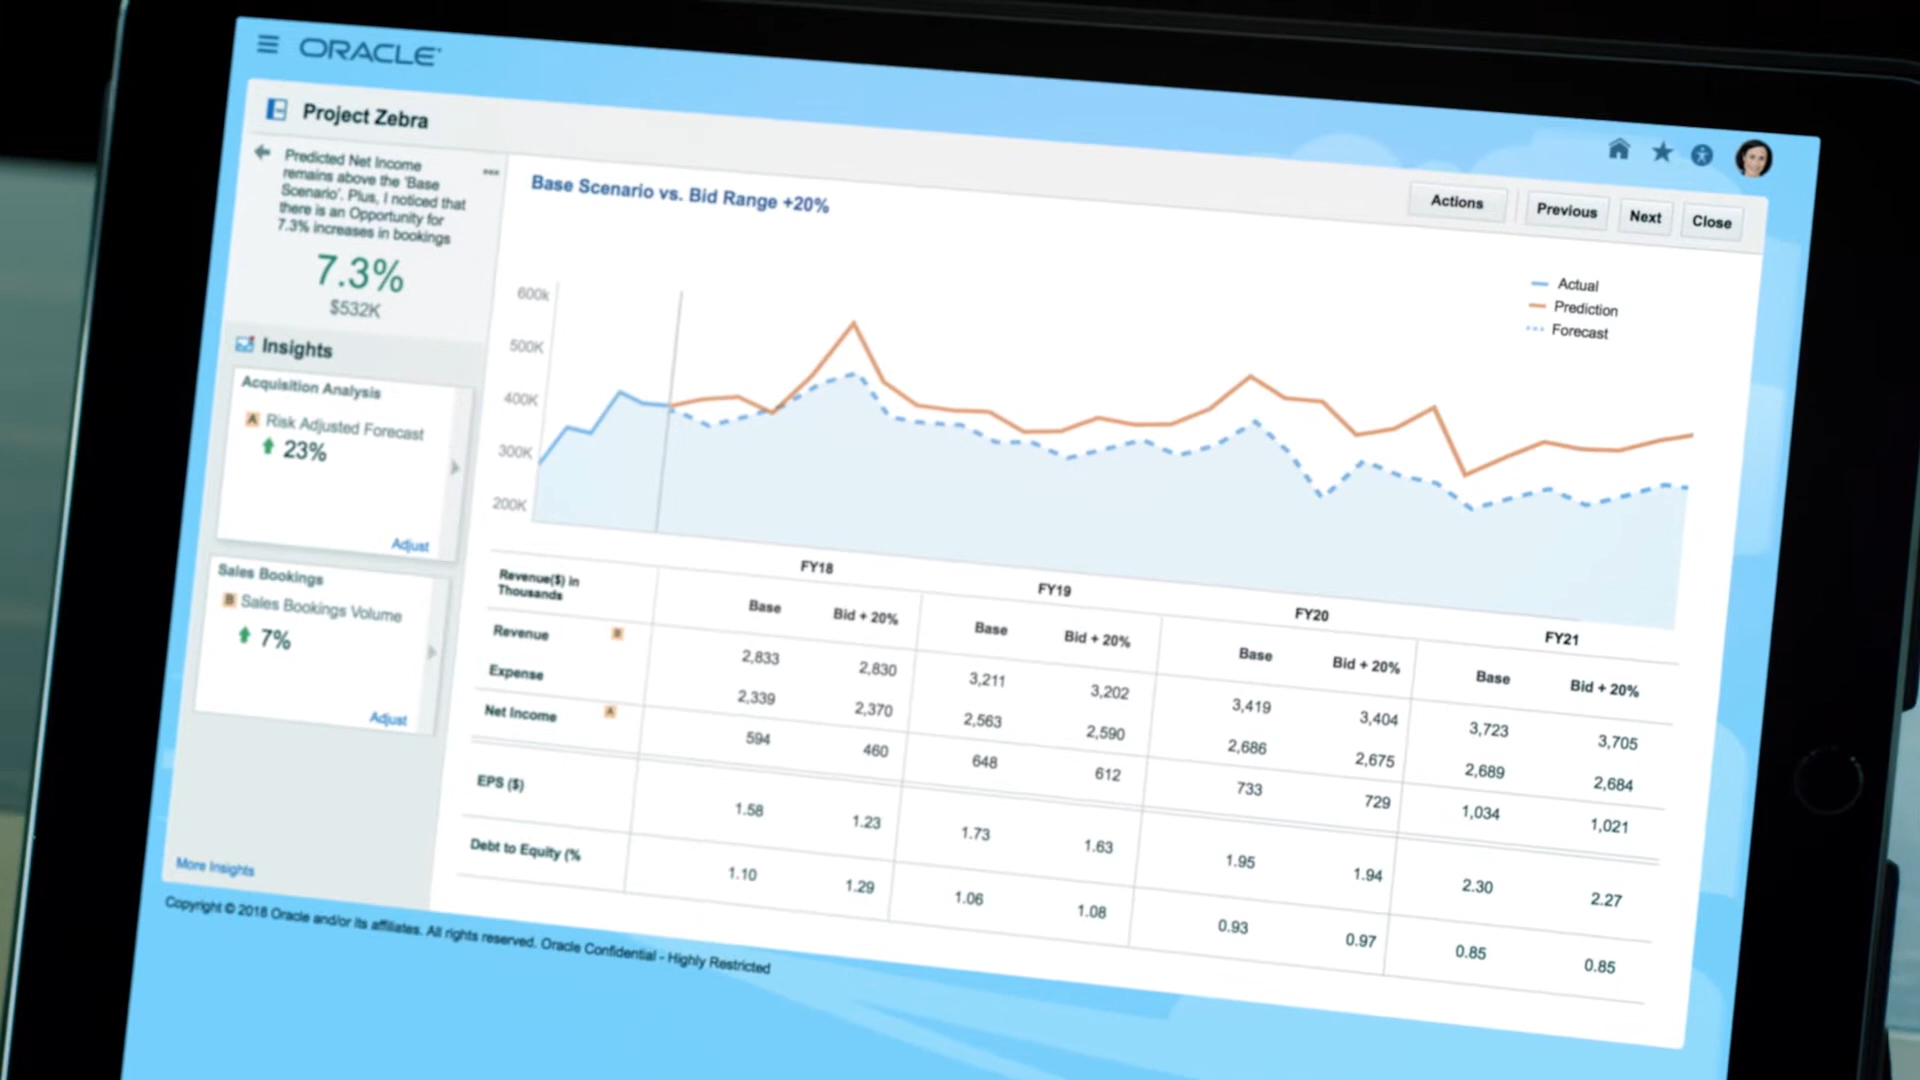 ORACLE
Project Zebra
Predicted Net Income
remains above the 'Base
Scenario'. Plus, I noticed that
there is an Opportunity for
7.3% increases in bookings
7.3%
$532K
Insights
Acquisition Analysis
A Risk Adjusted Forecast
23%
Adjust
Sales Bookings
B Sales Bookings Volume
7%
Adjust
More Insights
Base Scenario vs. Bid Range +20%
Actions Previous Next Close
Actual
Prediction
Forecast
600k
500K
400K
300K
200K
FY18 FY19 FY20 FY21
Revenue($) in
Thousands
Base Bid + 20% Base Bid + 20% Base Bid + 20% Base Bid + 20%
Revenue B 2,833 2,830 3,211 3,202 3,419 3,404 3,723 3,705
Expense 2,339 2,370 2,563 2,590 2,686 2,675 2,689 2,684
Net Income A 594 460 648 612 733 729 1,034 1,021
EPS ($) 1.58 1.23 1.73 1.63 1.95 1.94 2.30 2.27
Debt to Equity (% 1.10 1.29 1.06 1.08 0.93 0.97 0.85 0.85
Copyright © 2018 Oracle and/or its affiliates. All rights reserved. Oracle Confidential - Highly Restricted